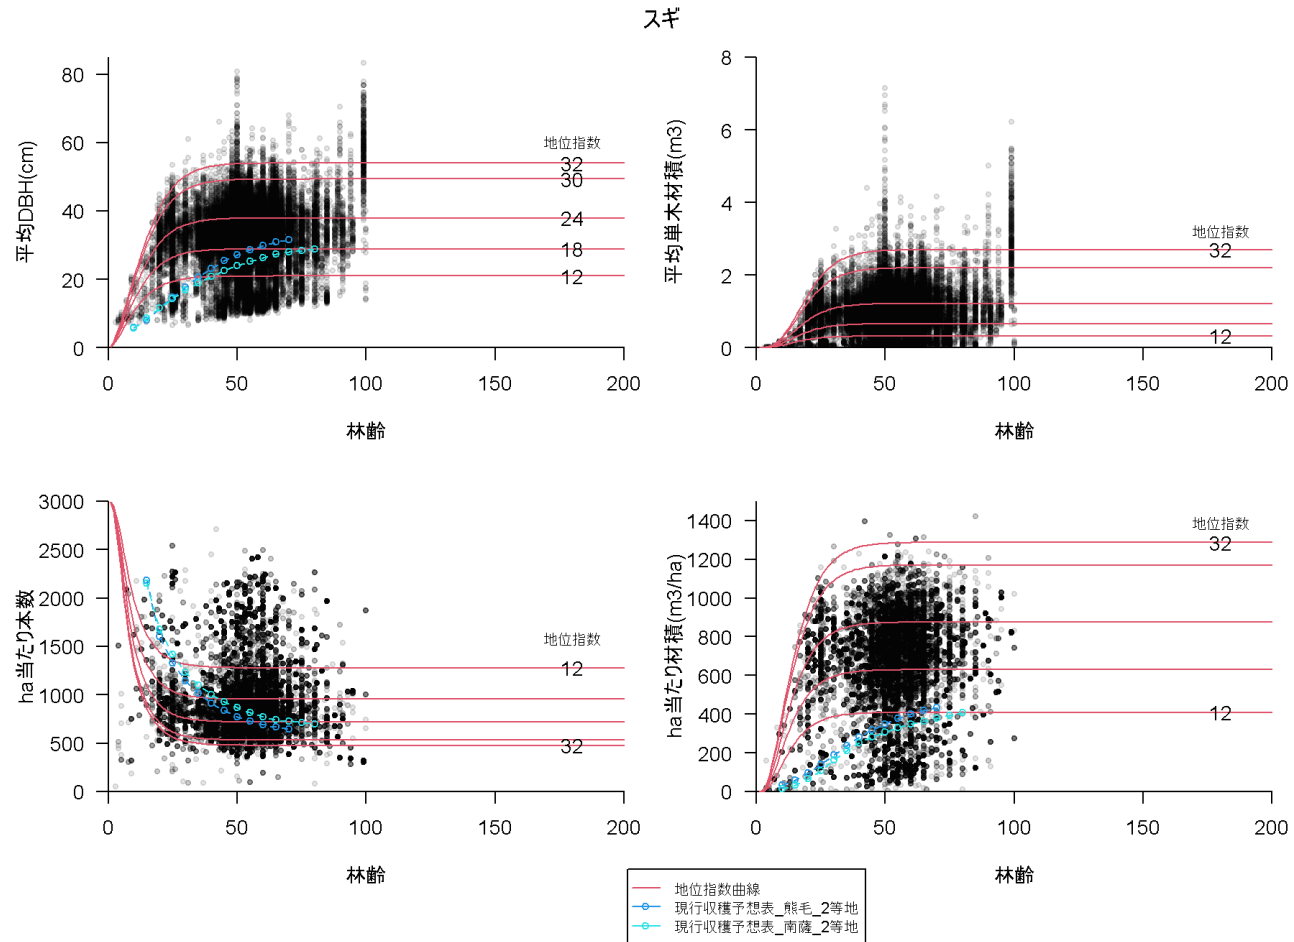 スギ
平均DBH(cm)
80
60
40
20
0
地位指数
32
30
24
18
12
0 50 100 150 200
林齢
平均単木材積(m3)
8
6
4
2
0
地位指数
32
12
0 50 100 150 200
林齢
ha当たり本数
3000
2500
2000
1500
1000
500
0
地位指数
12
32
0 50 100 150 200
林齢
ha当たり材積(m3/ha)
1400
1200
1000
800
600
400
200
0
地位指数
32
12
0 50 100 150 200
林齢
地位指数曲線
現行収穫予想表_熊毛_2等地
現行収穫予想表_南薩_2等地